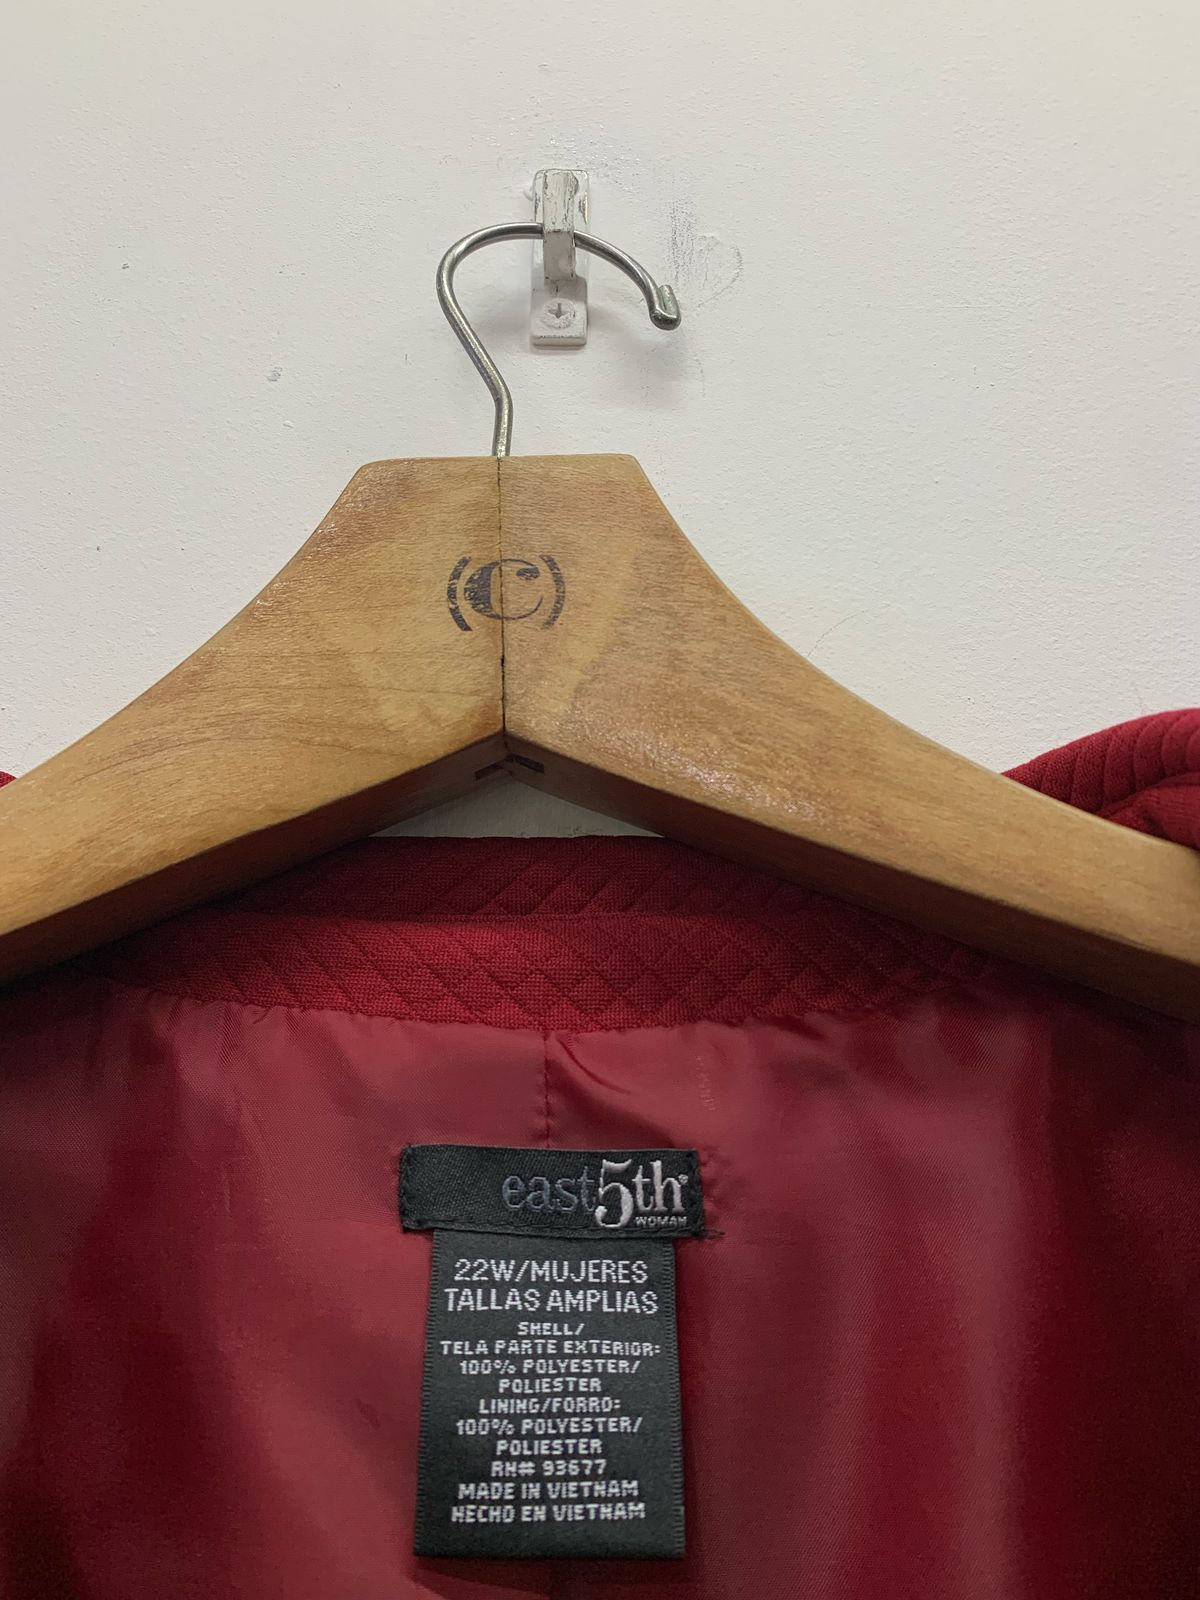 (C)
east5th
WOMAN
22W/MUJERES
TALLAS AMPLIAS
SHELL/
TELA PARTE EXTERIOR:
100% POLYESTER/
POLIESTER
LINING/FORRO:
100% POLYESTER/
POLIESTER
RN# 93677
MADE IN VIETNAM
HECHO EN VIETNAM